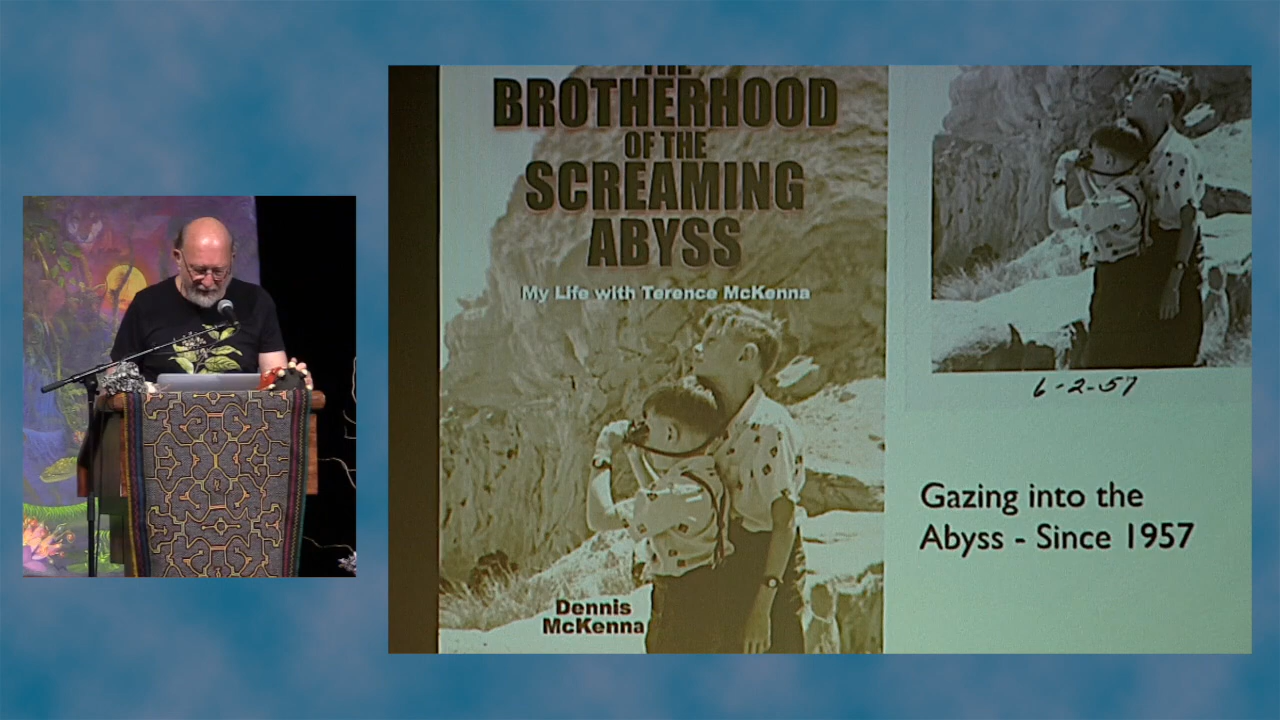 THE
BROTHERHOOD
OF THE
SCREAMING
ABYSS
My Life with Terence McKenna
Dennis
McKenna
6-2-57
Gazing into the
Abyss - Since 1957